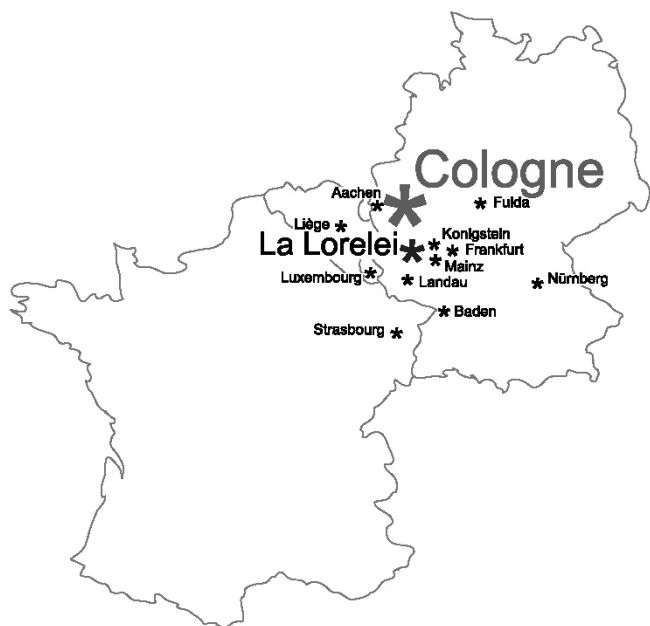 Cologne
Aachen
Fulda
Liège
Konigstein
La Lorelei
Frankfurt
Mainz
Luxembourg
Landau
Nürnberg
Baden
Strasbourg